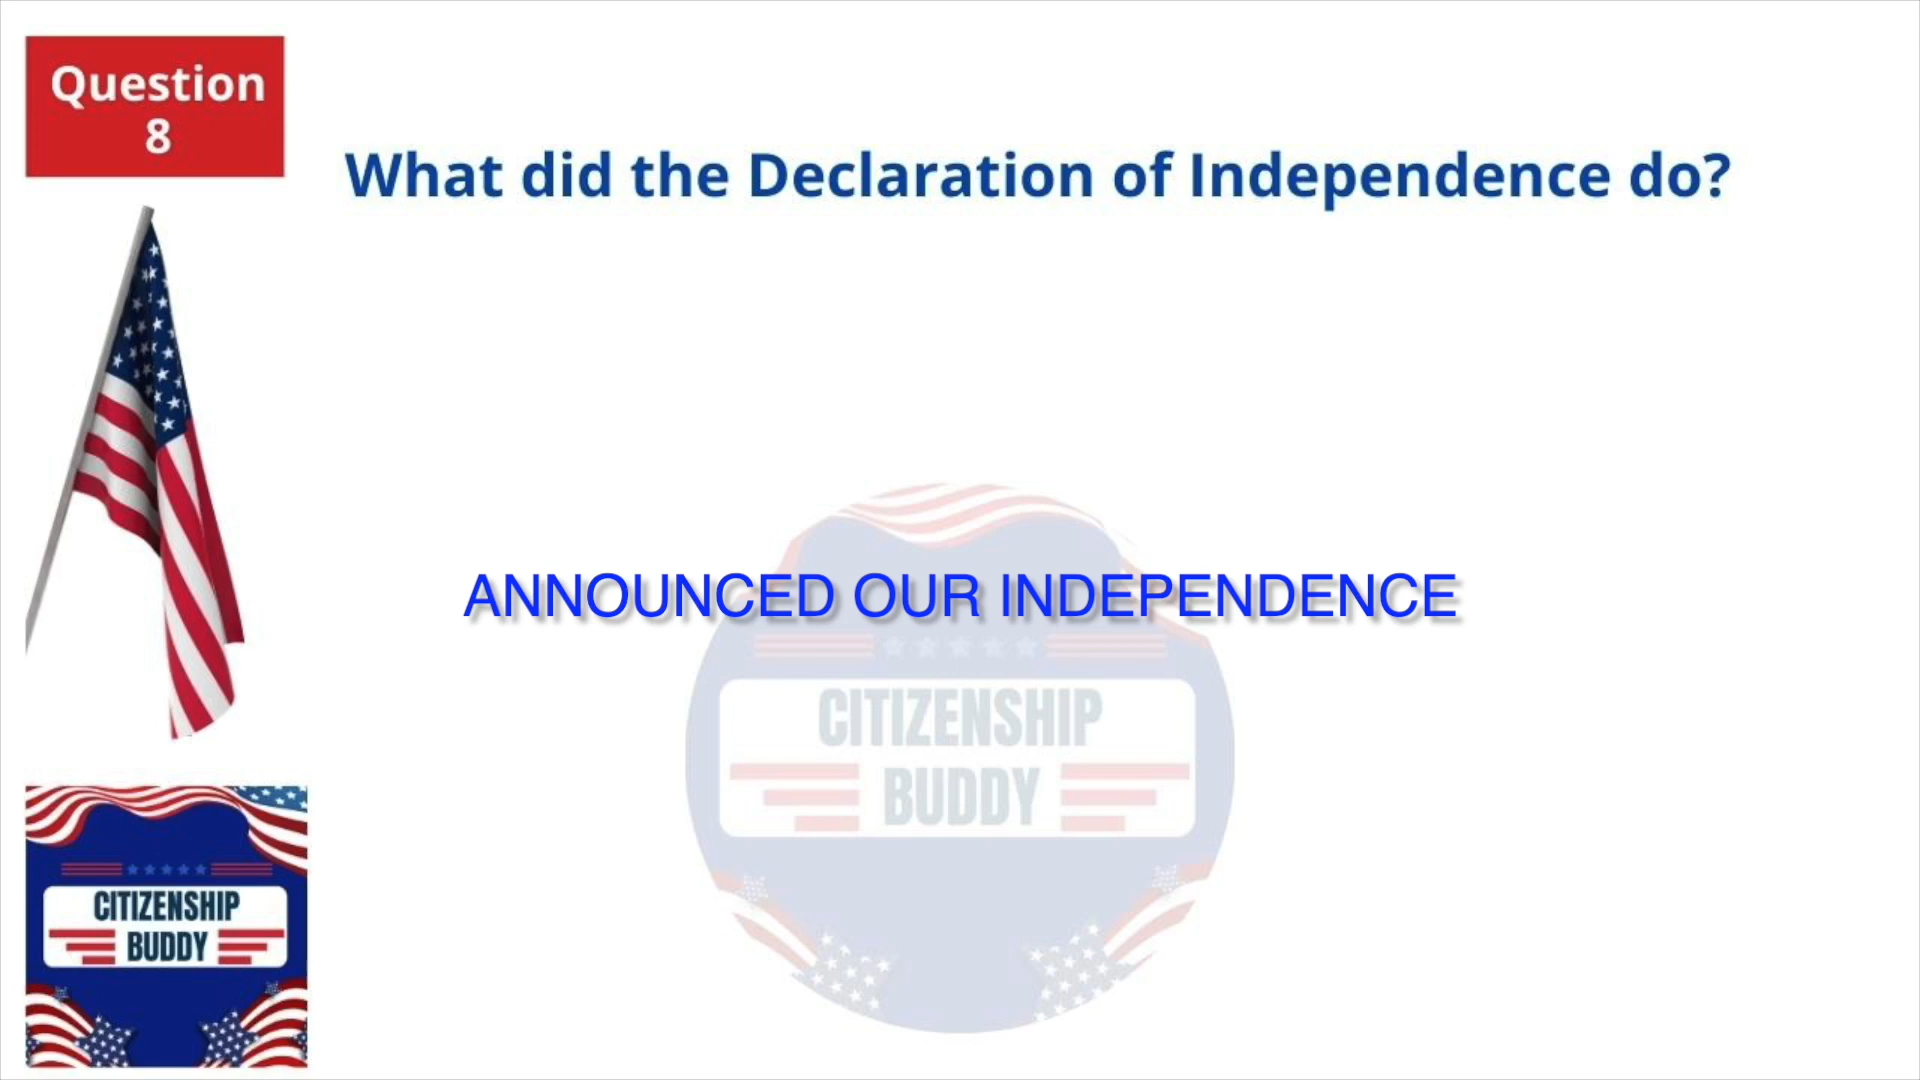 Question
8
What did the Declaration of Independence do?
ANNOUNCED OUR INDEPENDENCE
CITIZENSHIP
BUDDY
CITIZENSHIP
BUDDY